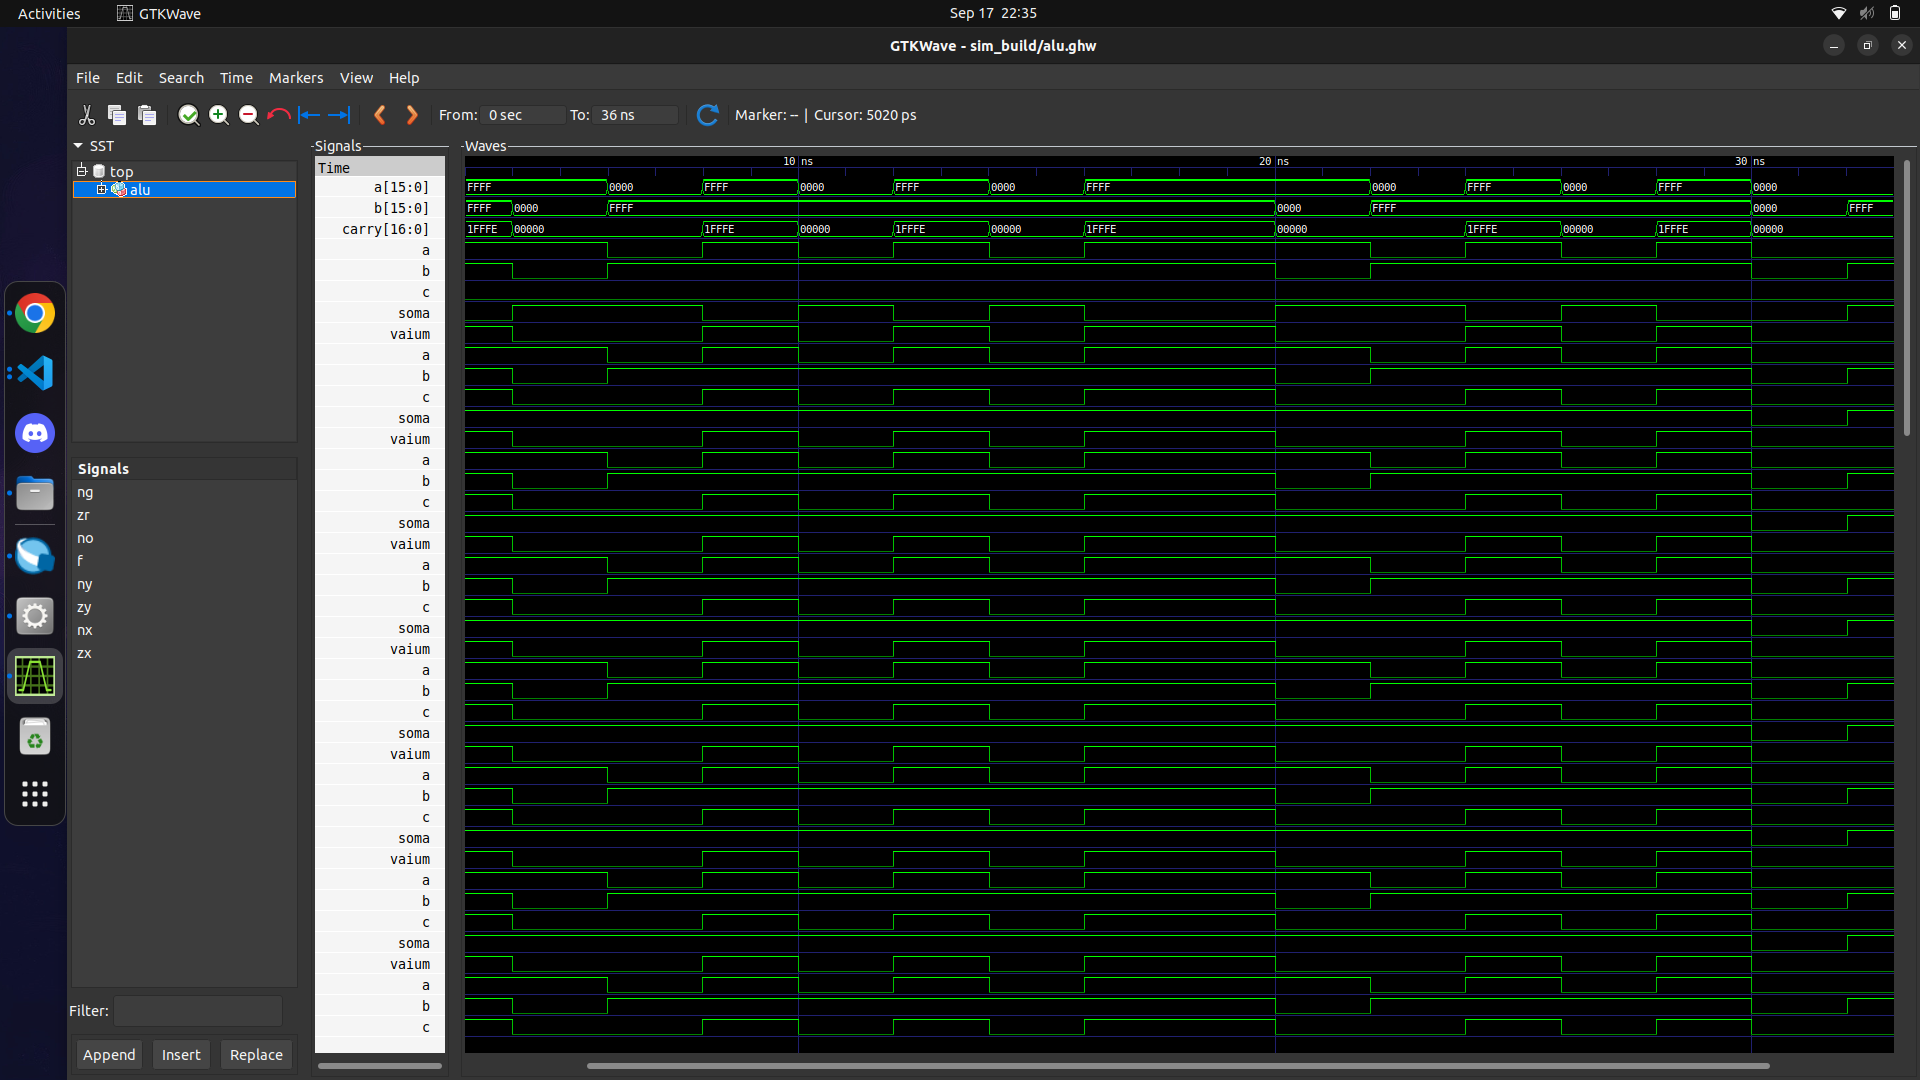 Activities GTKWave Sep 17 22:35
GTKWave - sim_build/alu.ghw
File Edit Search Time Markers View Help
From: 0 sec To: 36 ns Marker: -- | Cursor: 5020 ps
SST
top
alu
Signals
ng
zr
no
f
ny
zy
nx
zx
Filter:
Append Insert Replace
Signals
Time
a[15:0]
b[15:0]
carry[16:0]
a
b
c
soma
vaium
a
b
c
soma
vaium
a
b
c
soma
vaium
a
b
c
soma
vaium
a
b
c
soma
vaium
a
b
c
soma
vaium
a
b
c
soma
vaium
a
b
c
Waves
10 ns 20 ns 30 ns
FFFF 0000 FFFF 0000 FFFF 0000 FFFF 0000 FFFF 0000 FFFF 0000
FFFF 0000 FFFF 0000 FFFF 0000 FFFF
1FFFE 00000 1FFFE 00000 1FFFE 00000 1FFFE 00000 1FFFE 00000 1FFFE 00000